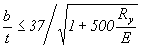 b/t ≤ 37/√(1 + 500 R_y/E)